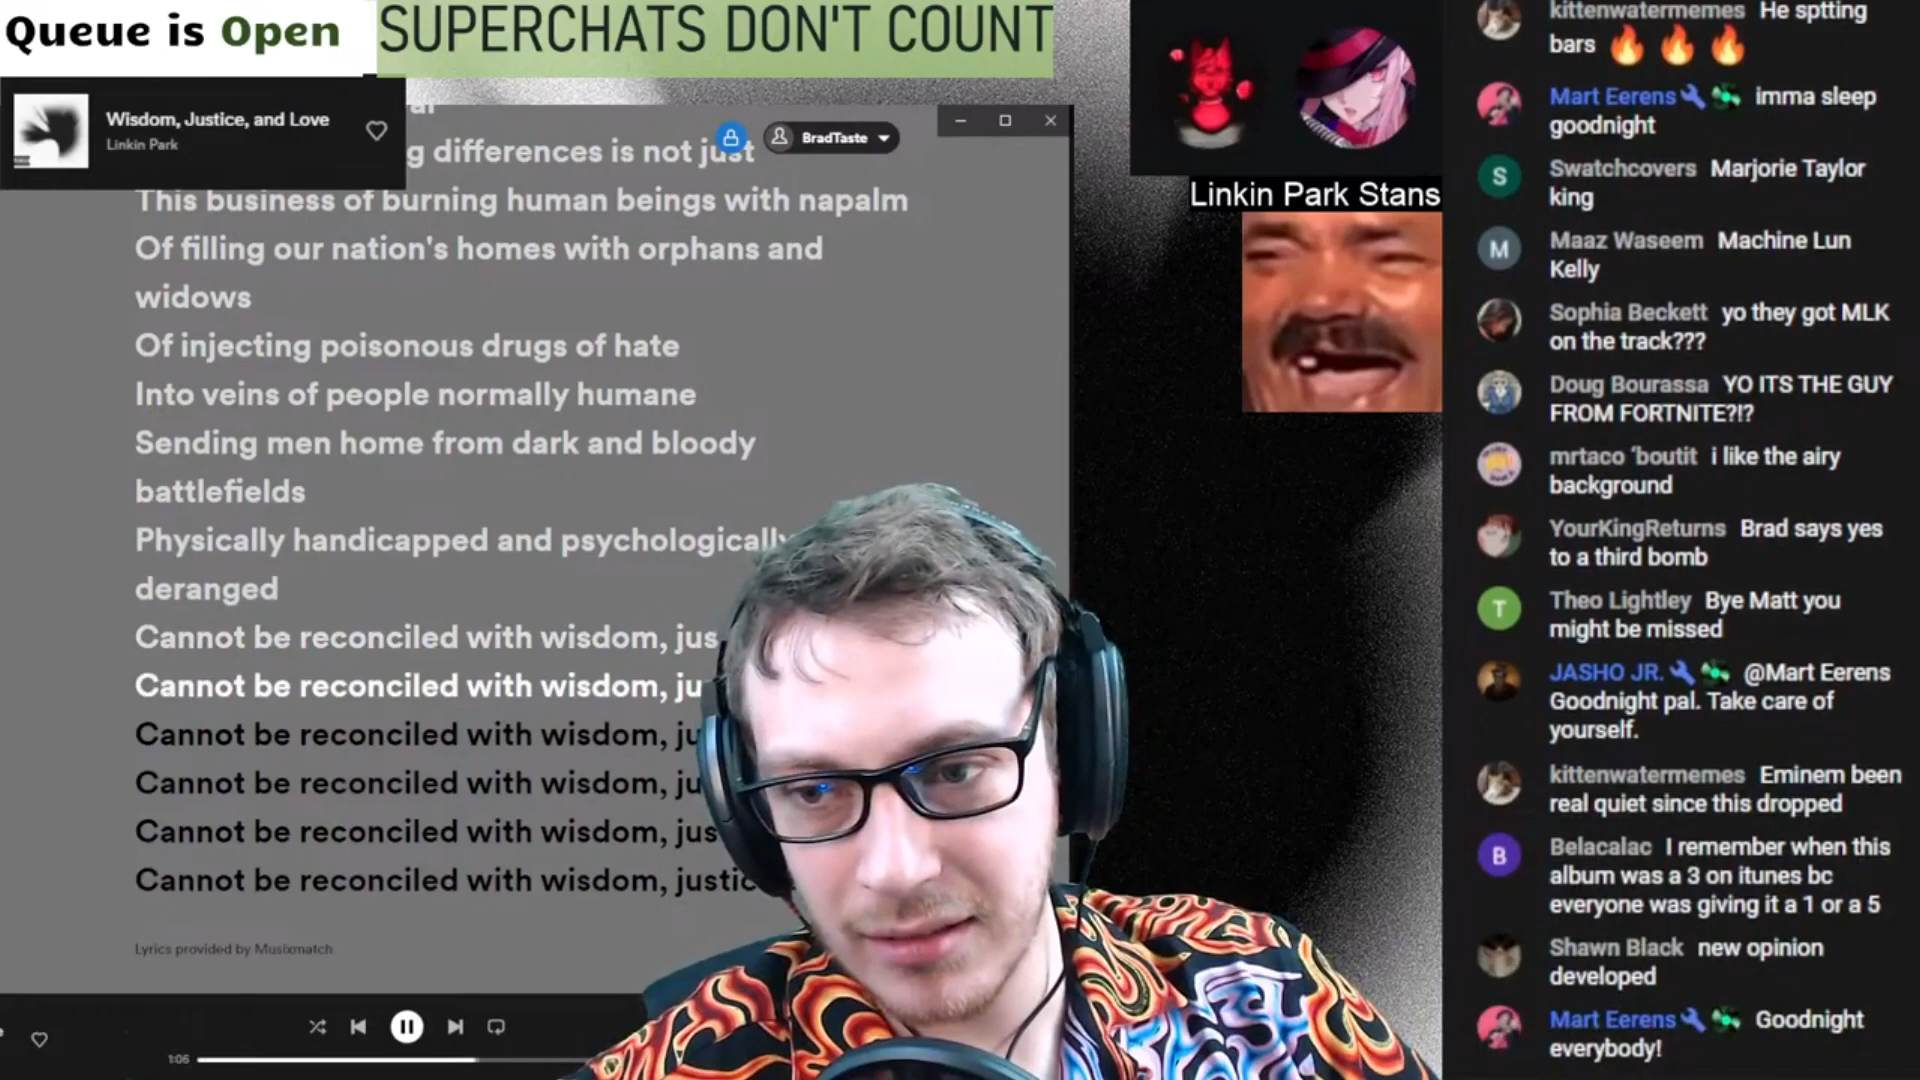 Queue is Open
SUPERCHATS DON'T COUNT
Wisdom, Justice, and Love
Linkin Park
BradTaste
g differences is not just
This business of burning human beings with napalm
Of filling our nation's homes with orphans and
widows
Of injecting poisonous drugs of hate
Into veins of people normally humane
Sending men home from dark and bloody
battlefields
Physically handicapped and psychologically
deranged
Cannot be reconciled with wisdom, jus
Cannot be reconciled with wisdom, ju
Cannot be reconciled with wisdom, ju
Cannot be reconciled with wisdom, ju
Cannot be reconciled with wisdom, jus
Cannot be reconciled with wisdom, justic
Lyrics provided by Musixmatch
1:05
Linkin Park Stans
kittenwatermemes He sptting
bars 🔥 🔥 🔥
Mart Eerens imma sleep
goodnight
S
Swatchcovers Marjorie Taylor
king
M
Maaz Waseem Machine Lun
Kelly
Sophia Beckett yo they got MLK
on the track???
Doug Bourassa YO ITS THE GUY
FROM FORTNITE?!?
mrtaco 'boutit i like the airy
background
YourKingReturns Brad says yes
to a third bomb
T
Theo Lightley Bye Matt you
might be missed
JASHO JR. @Mart Eerens
Goodnight pal. Take care of
yourself.
kittenwatermemes Eminem been
real quiet since this dropped
B
Belacalac I remember when this
album was a 3 on itunes bc
everyone was giving it a 1 or a 5
Shawn Black new opinion
developed
Mart Eerens Goodnight
everybody!